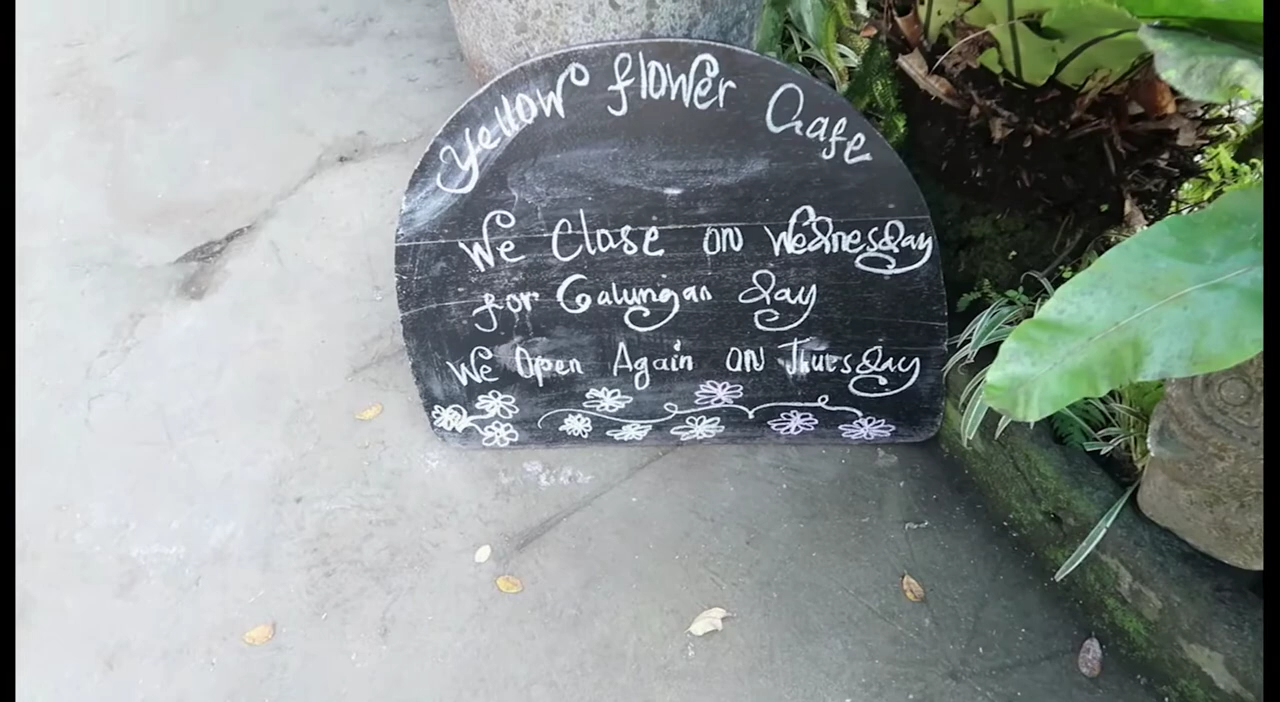 Yellow flower Cafe
We Close on Wednesday
for Galungan day
We Open Again on Thursday